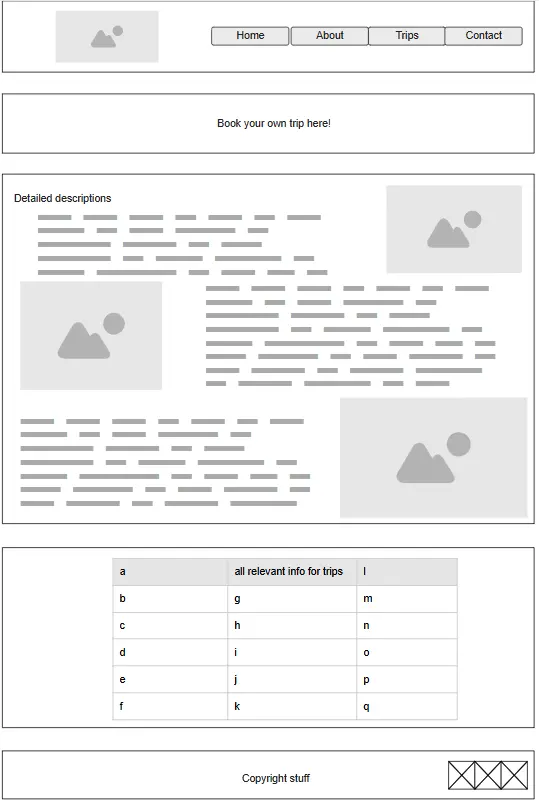 Home About Trips Contact
Book your own trip here!
Detailed descriptions
a all relevant info for trips l
b g m
c h n
d i o
e j p
f k q
Copyright stuff